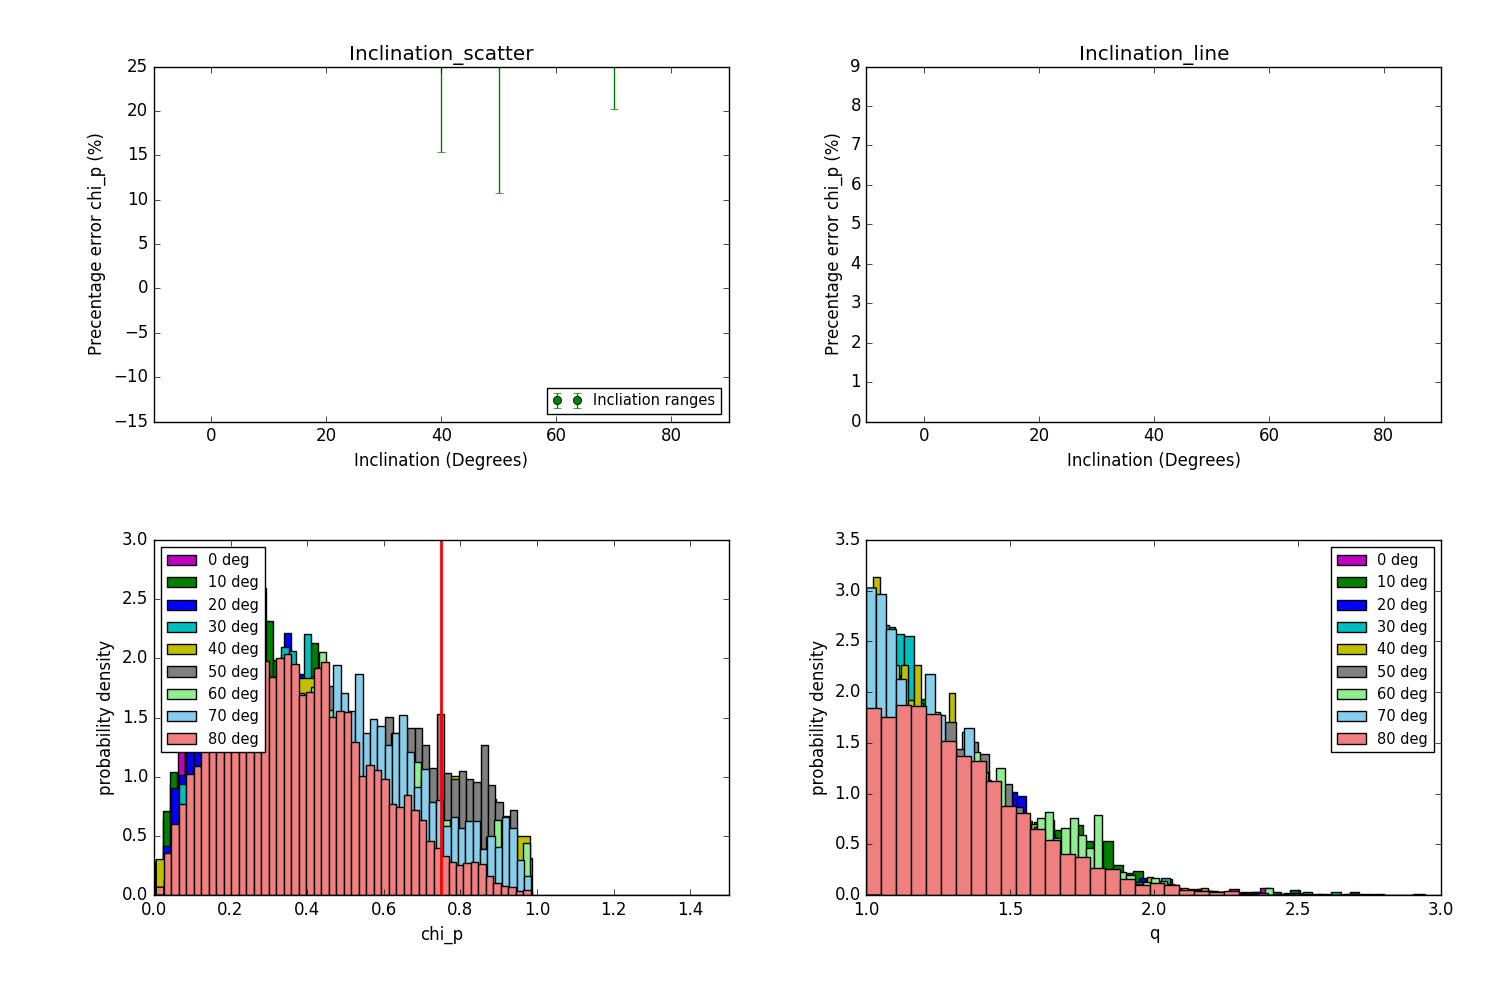 Inclination_scatter
25
20
15
10
5
0
−5
−10
−15
0 20 40 60 80
Precentage error chi_p (%)
Inclination (Degrees)
Incliation ranges
Inclination_line
9
8
7
6
5
4
3
2
1
0
0 20 40 60 80
Precentage error chi_p (%)
Inclination (Degrees)
3.0
2.5
2.0
1.5
1.0
0.5
0.0
0.0 0.2 0.4 0.6 0.8 1.0 1.2 1.4
probability density
chi_p
0 deg
10 deg
20 deg
30 deg
40 deg
50 deg
60 deg
70 deg
80 deg
3.5
3.0
2.5
2.0
1.5
1.0
0.5
0.0
1.0 1.5 2.0 2.5 3.0
probability density
q
0 deg
10 deg
20 deg
30 deg
40 deg
50 deg
60 deg
70 deg
80 deg